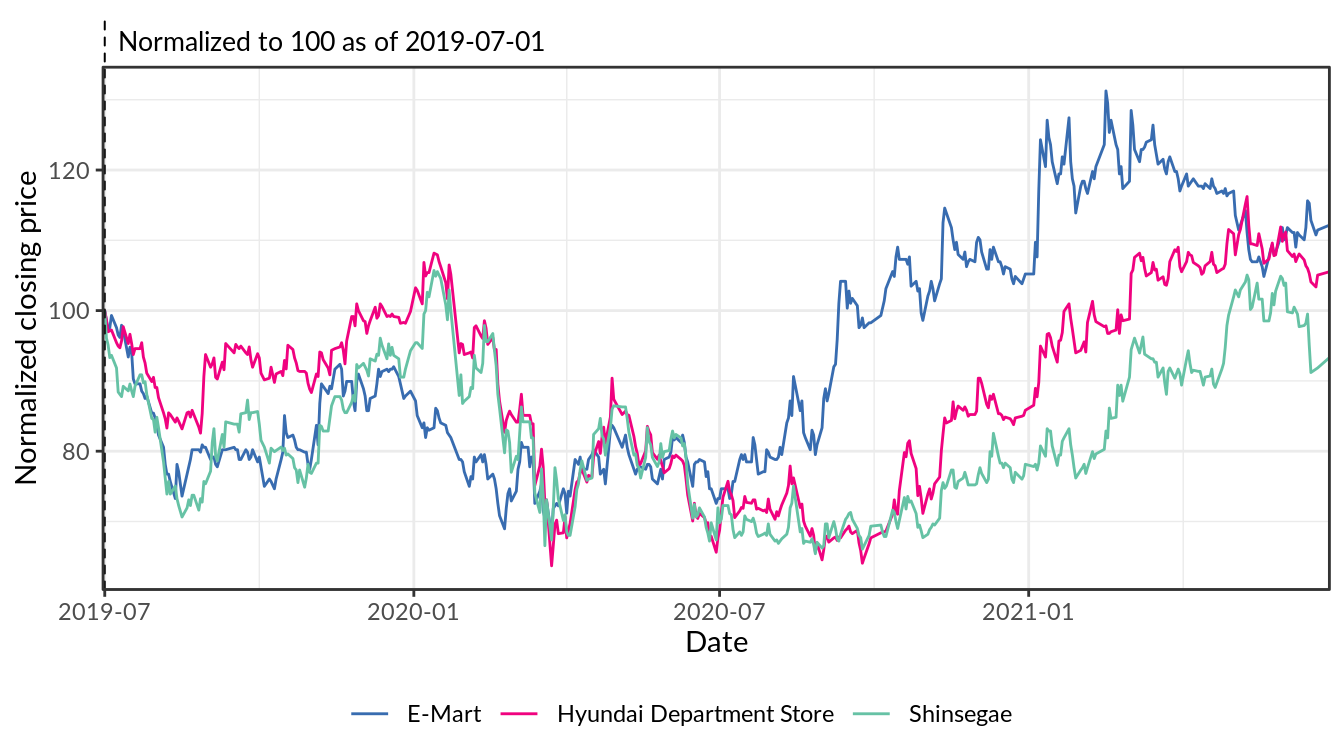 Normalized to 100 as of 2019-07-01
Normalized closing price
120
100
80
2019-07
2020-01
2020-07
2021-01
Date
E-Mart
Hyundai Department Store
Shinsegae